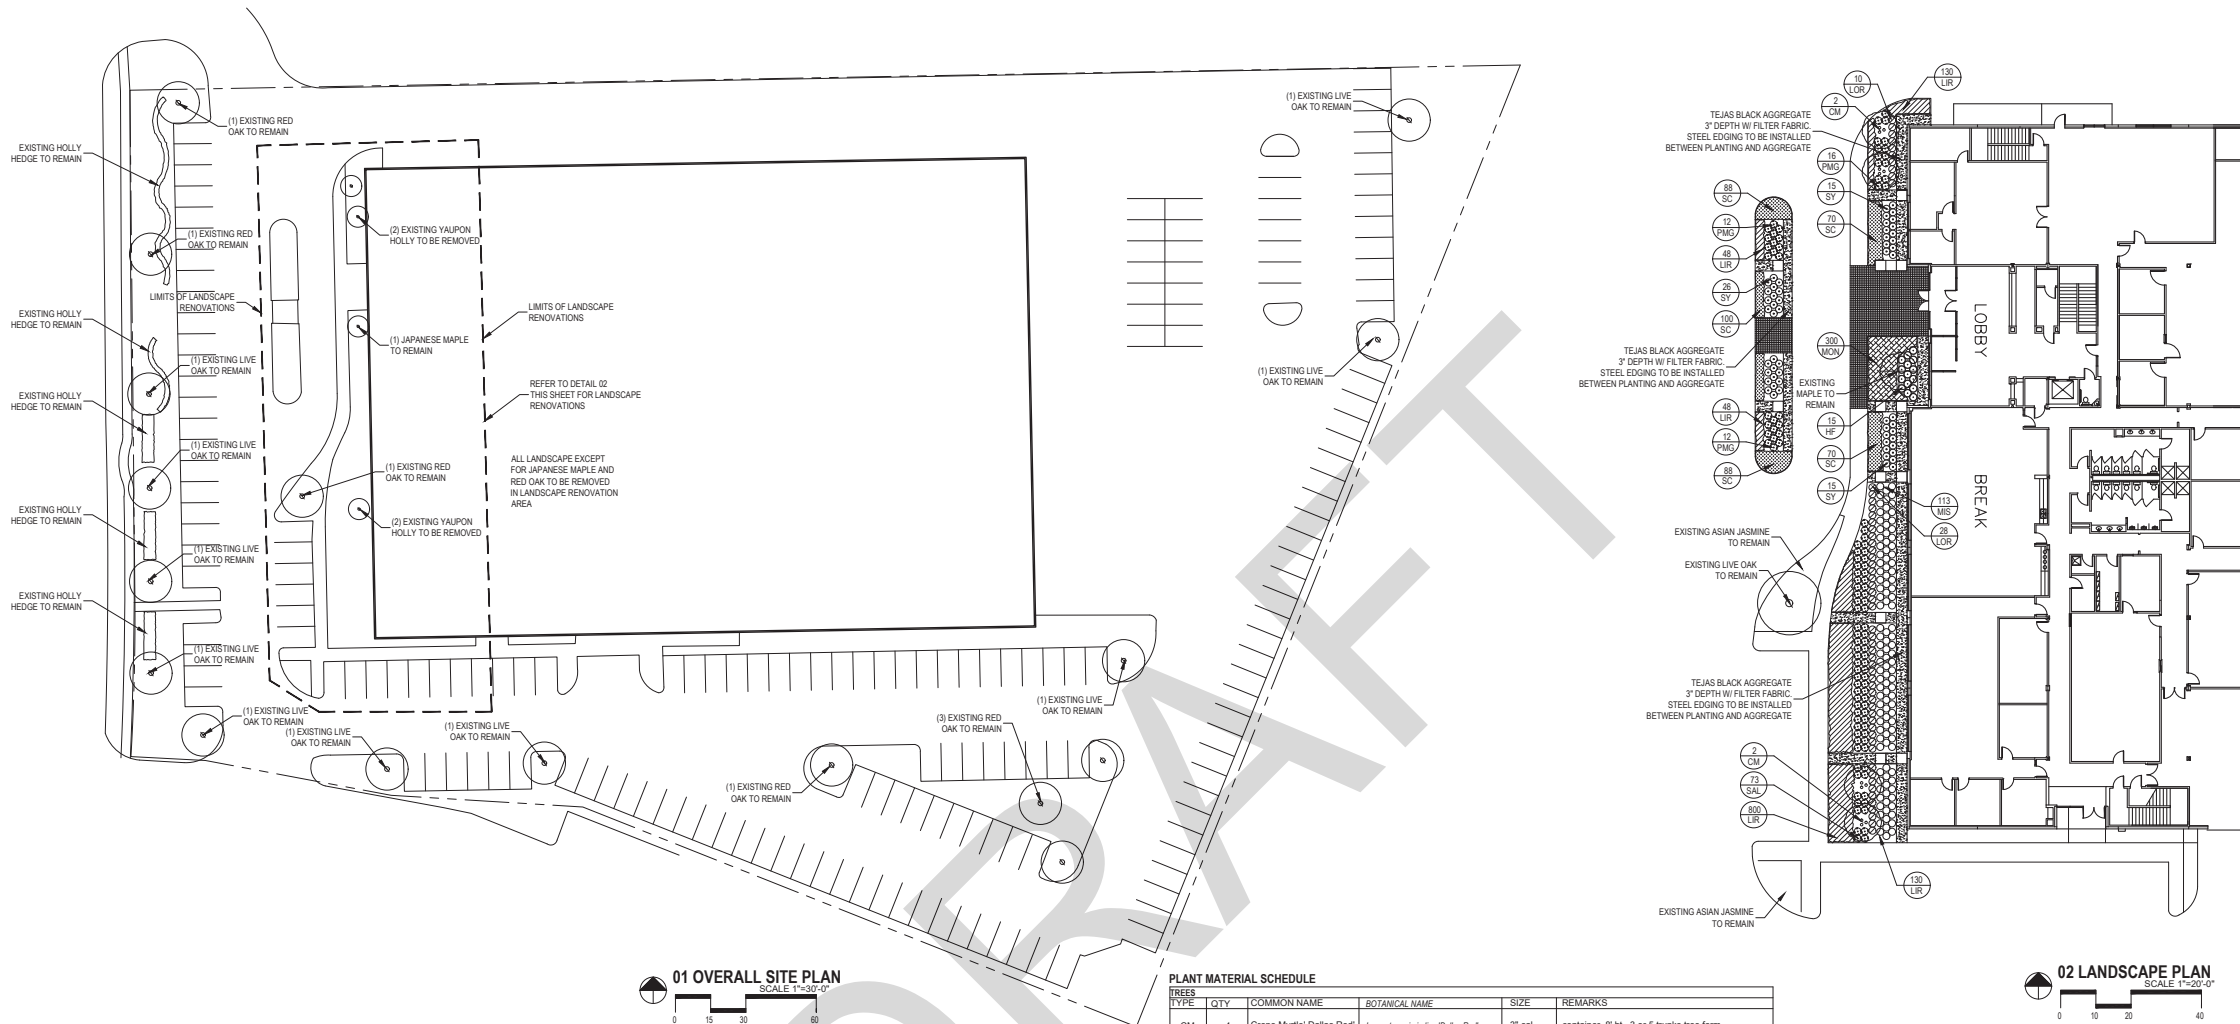 (1) EXISTING RED
OAK TO REMAIN
EXISTING HOLLY
HEDGE TO REMAIN
(1) EXISTING RED
OAK TO REMAIN
LIMITS OF LANDSCAPE
RENOVATIONS
EXISTING HOLLY
HEDGE TO REMAIN
(1) EXISTING LIVE
OAK TO REMAIN
EXISTING HOLLY
HEDGE TO REMAIN
(1) EXISTING LIVE
OAK TO REMAIN
EXISTING HOLLY
HEDGE TO REMAIN
(1) EXISTING LIVE
OAK TO REMAIN
EXISTING HOLLY
HEDGE TO REMAIN
(1) EXISTING LIVE
OAK TO REMAIN
(1) EXISTING LIVE
OAK TO REMAIN
(1) EXISTING LIVE
OAK TO REMAIN
(1) EXISTING LIVE
OAK TO REMAIN
(2) EXISTING YAUPON
HOLLY TO BE REMOVED
(1) JAPANESE MAPLE
TO REMAIN
LIMITS OF LANDSCAPE
RENOVATIONS
REFER TO DETAIL 02
THIS SHEET FOR LANDSCAPE
RENOVATIONS
ALL LANDSCAPE EXCEPT
FOR JAPANESE MAPLE AND
RED OAK TO BE REMOVED
IN LANDSCAPE RENOVATION
AREA
(1) EXISTING RED
OAK TO REMAIN
(2) EXISTING YAUPON
HOLLY TO BE REMOVED
(1) EXISTING LIVE
OAK TO REMAIN
(1) EXISTING LIVE
OAK TO REMAIN
(1) EXISTING LIVE
OAK TO REMAIN
(3) EXISTING RED
OAK TO REMAIN
(1) EXISTING RED
OAK TO REMAIN
DRAFT
01 OVERALL SITE PLAN
SCALE 1"=30'-0"
0 15 30 60
10
LOR
130
LIR
2
CM
TEJAS BLACK AGGREGATE
3" DEPTH W/ FILTER FABRIC.
STEEL EDGING TO BE INSTALLED
BETWEEN PLANTING AND AGGREGATE
16
PMG
15
SY
70
SC
88
SC
12
PMG
48
LIR
26
SY
100
SC
TEJAS BLACK AGGREGATE
3" DEPTH W/ FILTER FABRIC.
STEEL EDGING TO BE INSTALLED
BETWEEN PLANTING AND AGGREGATE
300
MON
EXISTING
MAPLE TO
REMAIN
48
LIR
12
PMG
88
SC
15
HF
70
SC
15
SY
LOBBY
BREAK
113
MIS
28
LOR
EXISTING ASIAN JASMINE
TO REMAIN
EXISTING LIVE OAK
TO REMAIN
TEJAS BLACK AGGREGATE
3" DEPTH W/ FILTER FABRIC.
STEEL EDGING TO BE INSTALLED
BETWEEN PLANTING AND AGGREGATE
2
CM
73
SAL
800
LIR
130
LIR
EXISTING ASIAN JASMINE
TO REMAIN
02 LANDSCAPE PLAN
SCALE 1"=20'-0"
0 10 20 40
PLANT MATERIAL SCHEDULE
TREES
TYPE QTY COMMON NAME BOTANICAL NAME SIZE REMARKS